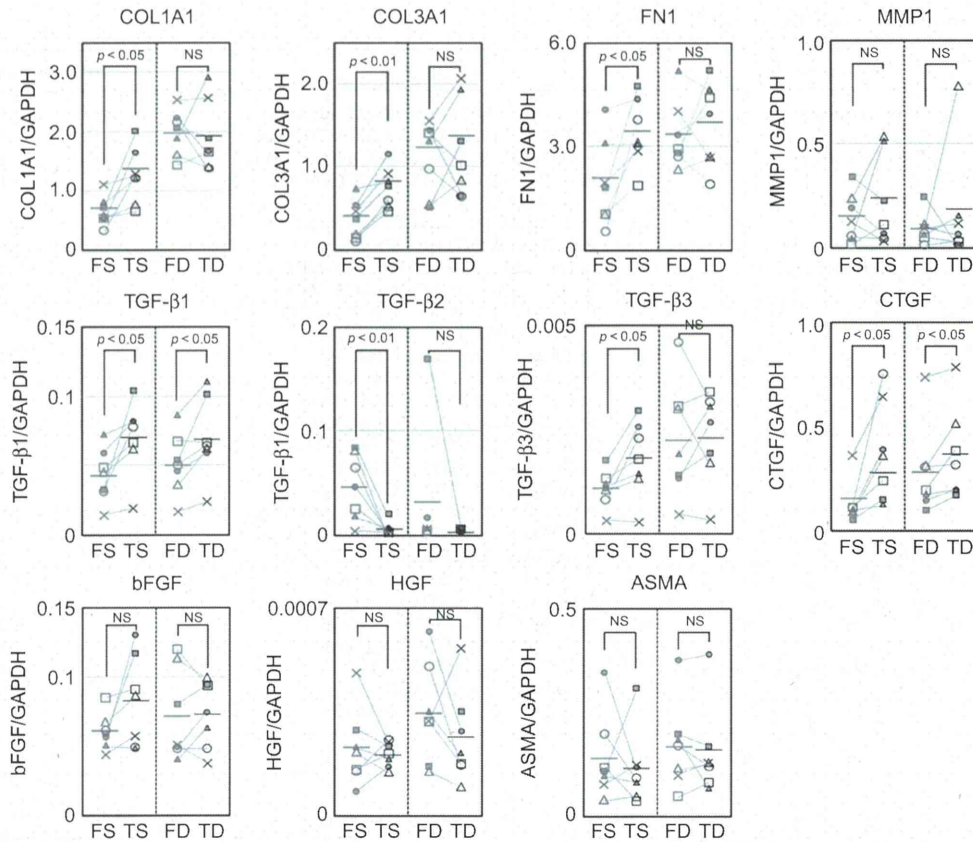 COL1A1 COL3A1 FN1 MMP1
COL1A1/GAPDH
3.0
2.0
1.0
0
p < 0.05
NS
FS TS FD TD
COL3A1/GAPDH
2.0
1.0
0
p < 0.01
NS
FS TS FD TD
FN1/GAPDH
6.0
3.0
0
p < 0.05
NS
FS TS FD TD
MMP1/GAPDH
1.0
0.5
0
NS
NS
FS TS FD TD
TGF-β1 TGF-β2 TGF-β3 CTGF
TGF-β1/GAPDH
0.15
0.1
0
p < 0.05
p < 0.05
FS TS FD TD
TGF-β1/GAPDH
0.2
0.1
0
p < 0.01
NS
FS TS FD TD
TGF-β3/GAPDH
0.005
0
p < 0.05
NS
FS TS FD TD
CTGF/GAPDH
1.0
0.5
0
p < 0.05
p < 0.05
FS TS FD TD
bFGF HGF ASMA
bFGF/GAPDH
0.15
0.1
0
NS
NS
FS TS FD TD
HGF/GAPDH
0.0007
0
NS
NS
FS TS FD TD
ASMA/GAPDH
0.5
0
NS
NS
FS TS FD TD